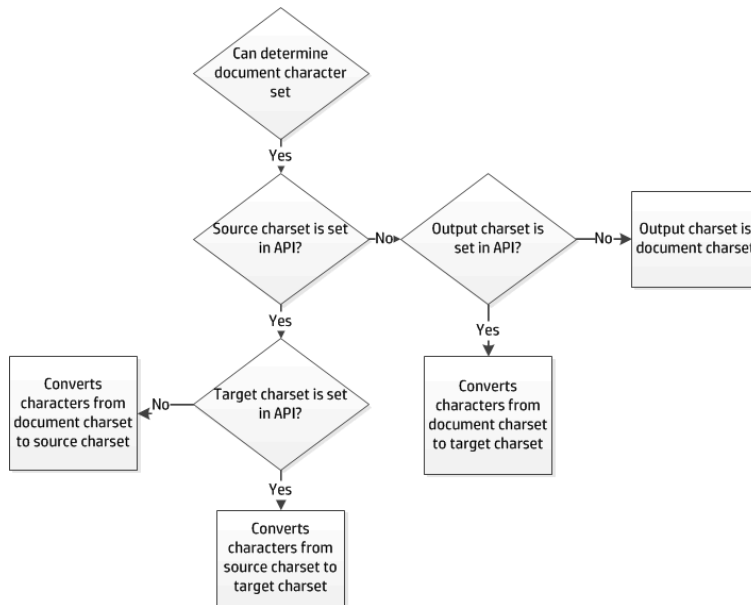 Can determine
document character
set
Yes
Source charset is set
in API?
No
Output charset is
set in API?
No
Output charset is
document charset
Yes
Yes
Target charset is set
in API?
No
Converts
characters from
document charset
to source charset
Converts
characters from
document charset
to target charset
Yes
Converts
characters from
source charset to
target charset